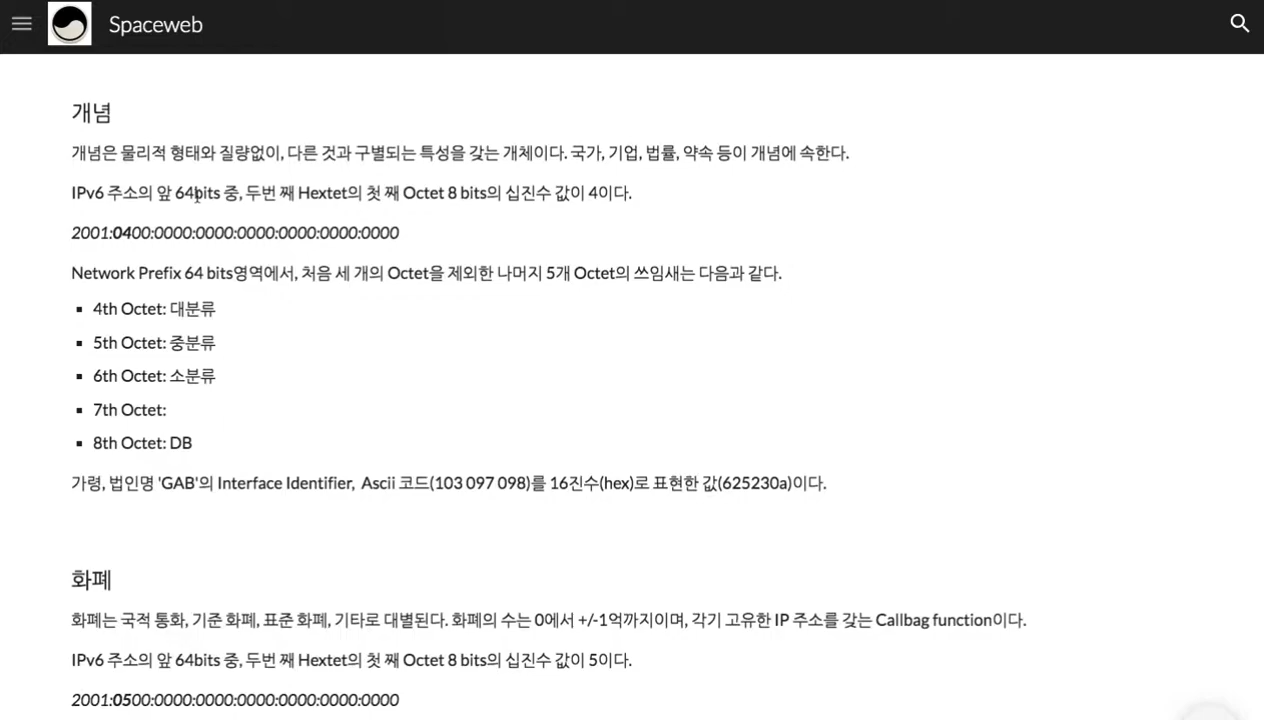 Spaceweb
개념
개념은 물리적 형태와 질량없이, 다른 것과 구별되는 특성을 갖는 개체이다. 국가, 기업, 법률, 약속 등이 개념에 속한다.
IPv6 주소의 앞 64bits 중, 두번 째 Hextet의 첫 째 Octet 8 bits의 십진수 값이 4이다.
2001:0400:0000:0000:0000:0000:0000:0000
Network Prefix 64 bits영역에서, 처음 세 개의 Octet을 제외한 나머지 5개 Octet의 쓰임새는 다음과 같다.
▪ 4th Octet: 대분류
▪ 5th Octet: 중분류
▪ 6th Octet: 소분류
▪ 7th Octet:
▪ 8th Octet: DB
가령, 법인명 'GAB'의 Interface Identifier, Ascii 코드(103 097 098)를 16진수(hex)로 표현한 값(625230a)이다.
화폐
화폐는 국적 통화, 기준 화폐, 표준 화폐, 기타로 대별된다. 화폐의 수는 0에서 +/-1억까지이며, 각기 고유한 IP 주소를 갖는 Callbag function이다.
IPv6 주소의 앞 64bits 중, 두번 째 Hextet의 첫 째 Octet 8 bits의 십진수 값이 5이다.
2001:0500:0000:0000:0000:0000:0000:0000